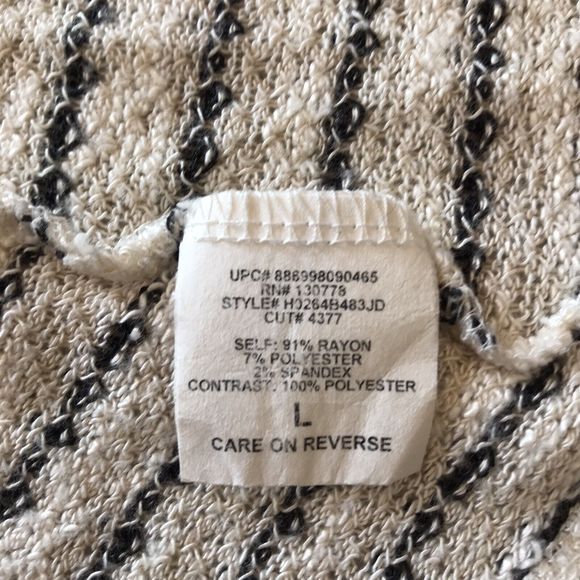 UPC# 886998090465
RN# 130778
STYLE# H0264B483JD
CUT# 4377
SELF: 91% RAYON
7% POLYESTER
2% SPANDEX
CONTRAST: 100% POLYESTER
L
CARE ON REVERSE